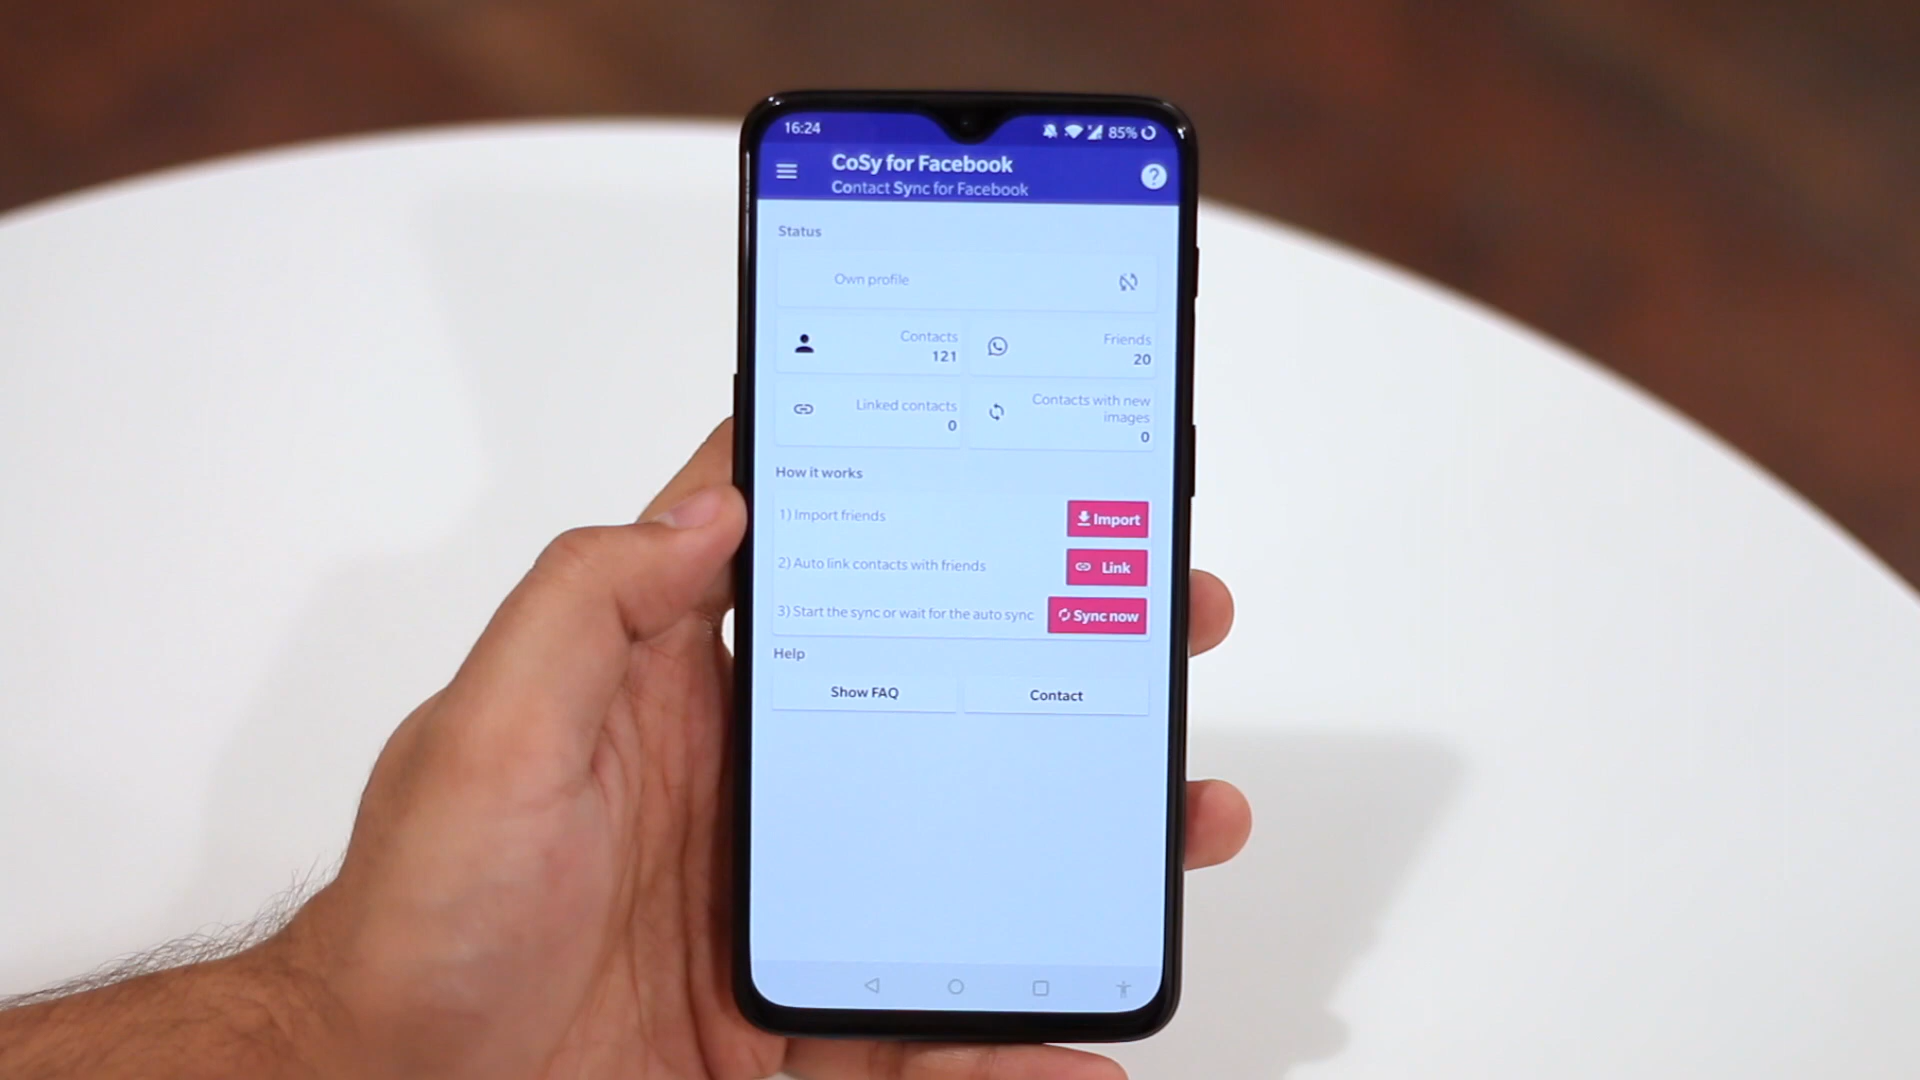 16:24
85%
CoSy for Facebook
Contact Sync for Facebook
?
Status
Own profile
Contacts
121
Friends
20
Linked contacts
0
Contacts with new
images
0
How it works
1) Import friends
Import
2) Auto link contacts with friends
Link
3) Start the sync or wait for the auto sync
Sync now
Help
Show FAQ
Contact